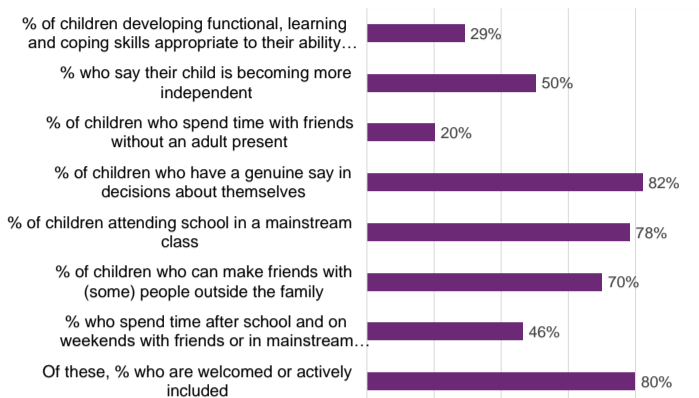 % of children developing functional, learning
and coping skills appropriate to their ability…
29%
% who say their child is becoming more
independent
50%
% of children who spend time with friends
without an adult present
20%
% of children who have a genuine say in
decisions about themselves
82%
% of children attending school in a mainstream
class
78%
% of children who can make friends with
(some) people outside the family
70%
% who spend time after school and on
weekends with friends or in mainstream…
46%
Of these, % who are welcomed or actively
included
80%